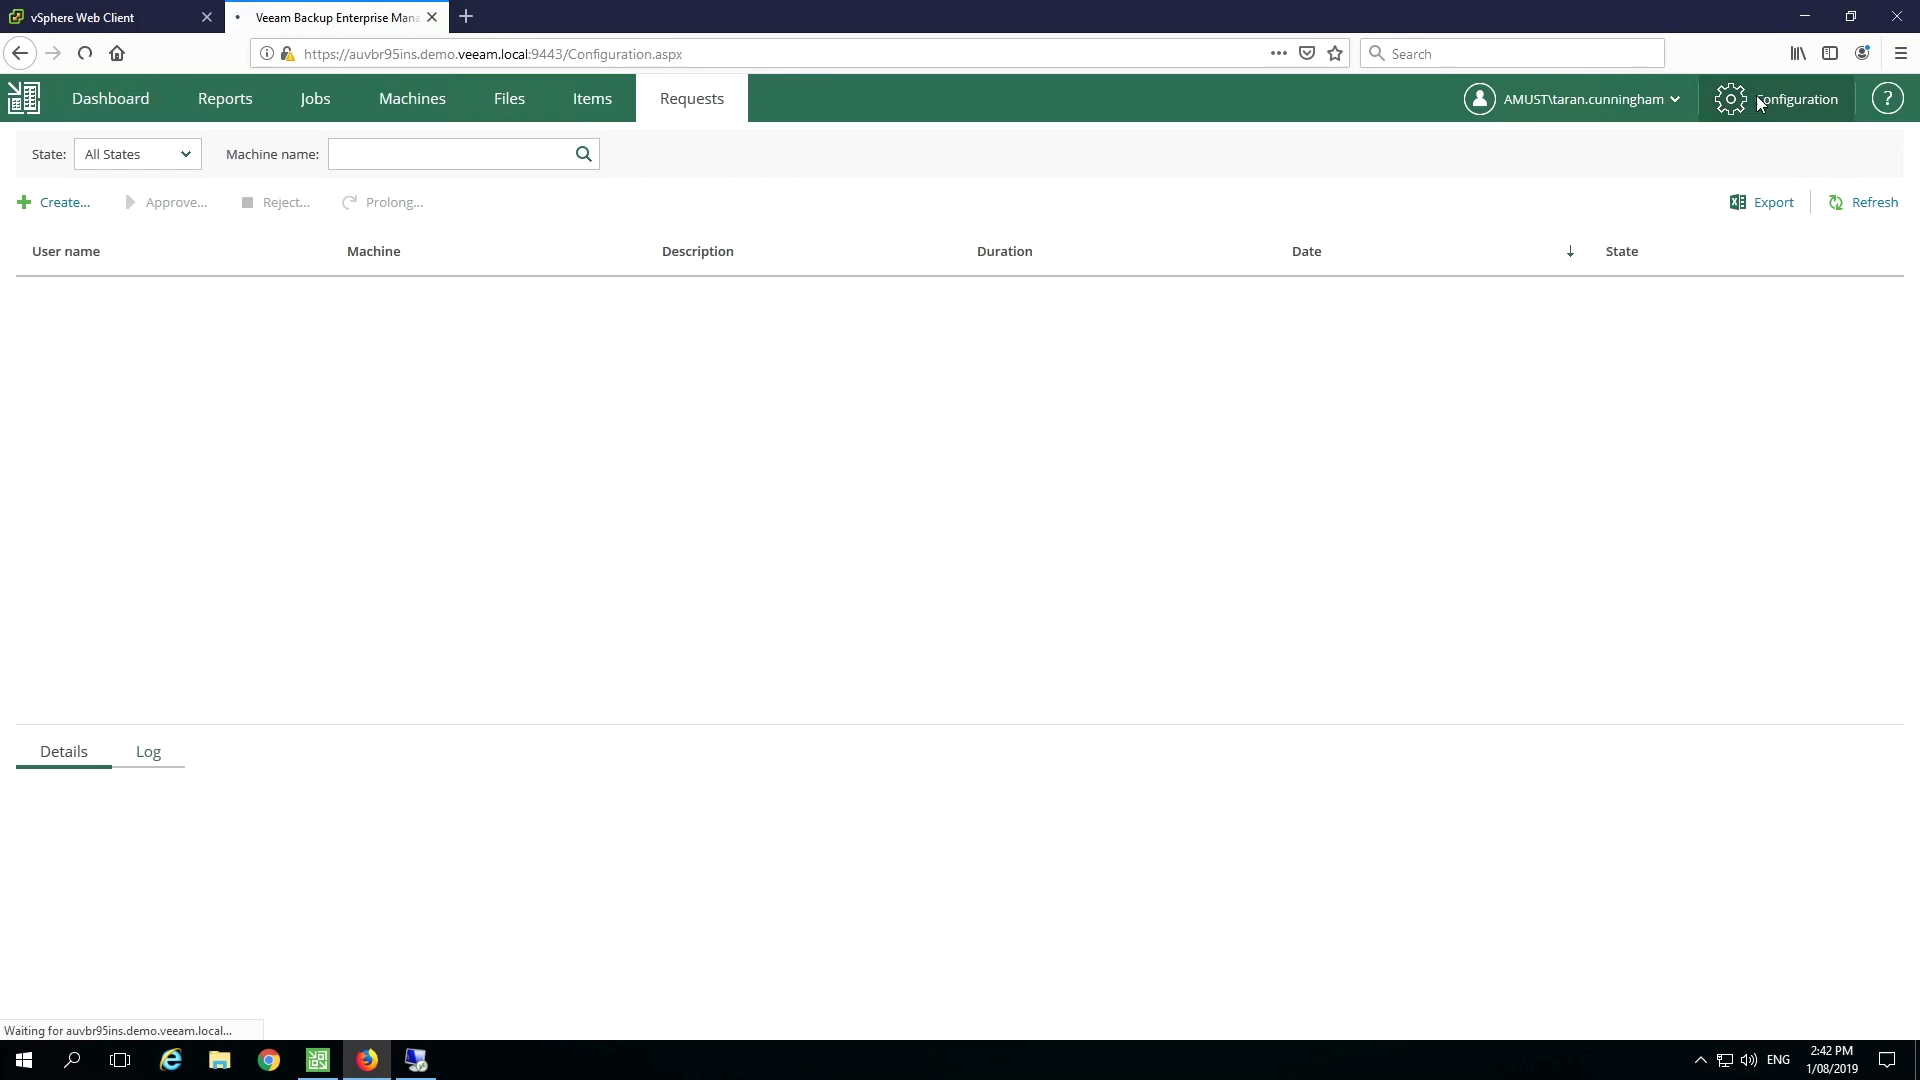 vSphere Web Client
Veeam Backup Enterprise Mana
https://auvbr95ins.demo.veeam.local:9443/Configuration.aspx
Search
Dashboard Reports Jobs Machines Files Items Requests
AMUST\taran.cunningham
Configuration
?
State: All States
Machine name:
Create... Approve... Reject... Prolong...
Export Refresh
User name Machine Description Duration Date State
Details Log
Waiting for auvbr95ins.demo.veeam.local...
ENG
2:42 PM
1/08/2019